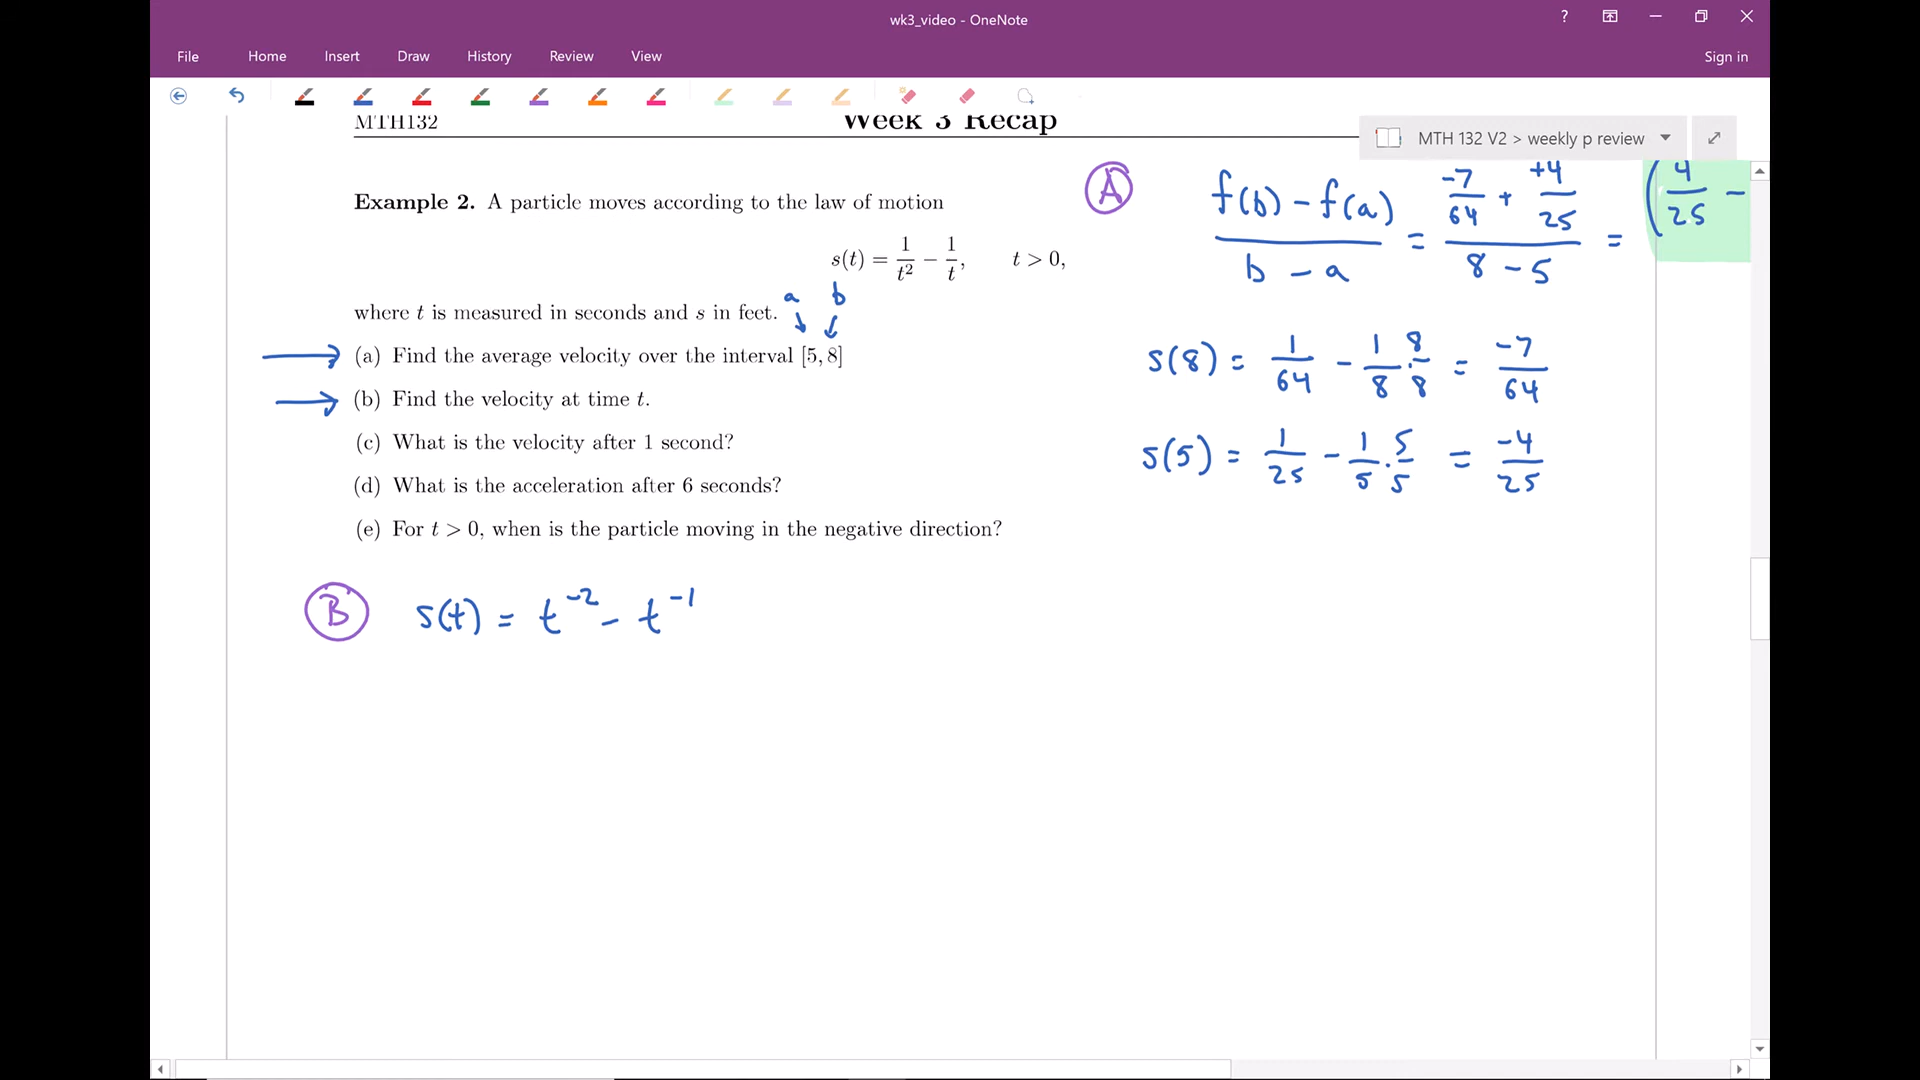 wk3_video - OneNote
File Home Insert Draw History Review View Sign in
MTH132 Week 3 Recap
MTH 132 V2 > weekly p review
Example 2. A particle moves according to the law of motion
s(t) = 1/t² − 1/t, t > 0,
where t is measured in seconds and s in feet.
a b
(a) Find the average velocity over the interval [5, 8]
(b) Find the velocity at time t.
(c) What is the velocity after 1 second?
(d) What is the acceleration after 6 seconds?
(e) For t > 0, when is the particle moving in the negative direction?
A
(f(b) − f(a))/(b − a) = (-7/64 + +4/25)/(8 − 5) = (4/25 −
s(8) = 1/64 − 1/8 · 8/8 = -7/64
s(5) = 1/25 − 1/5 · 5/5 = -4/25
B s(t) = t⁻² − t⁻¹